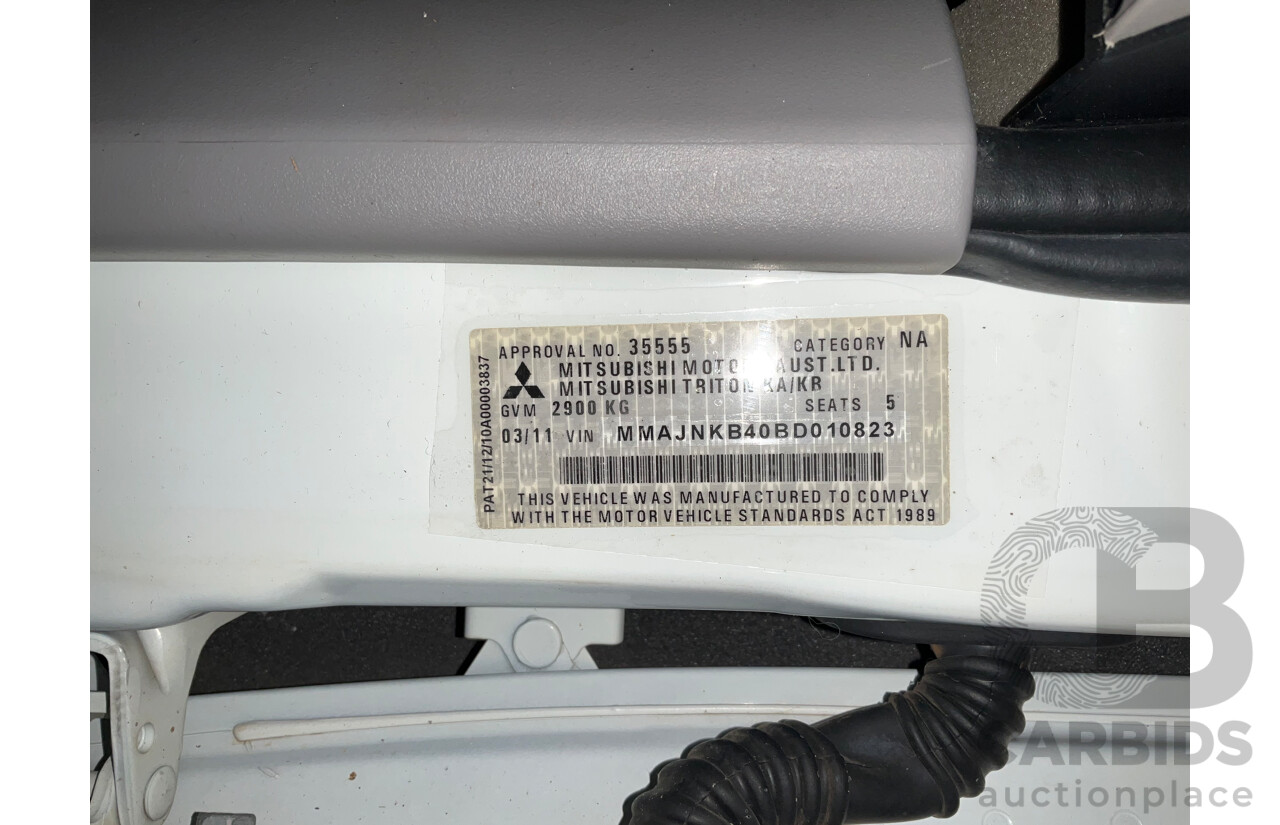 APPROVAL NO. 35555 CATEGORY NA
MITSUBISHI MOTO AUST.LTD.
MITSUBISHI TRITON KA/KR
GVM 2900 KG SEATS 5
03/11 VIN MMAJNKB40BD010823
THIS VEHICLE WAS MANUFACTURED TO COMPLY
WITH THE MOTOR VEHICLE STANDARDS ACT 1989
PAT21/12/10A00003837
CB
CARBIDS
auctionplace